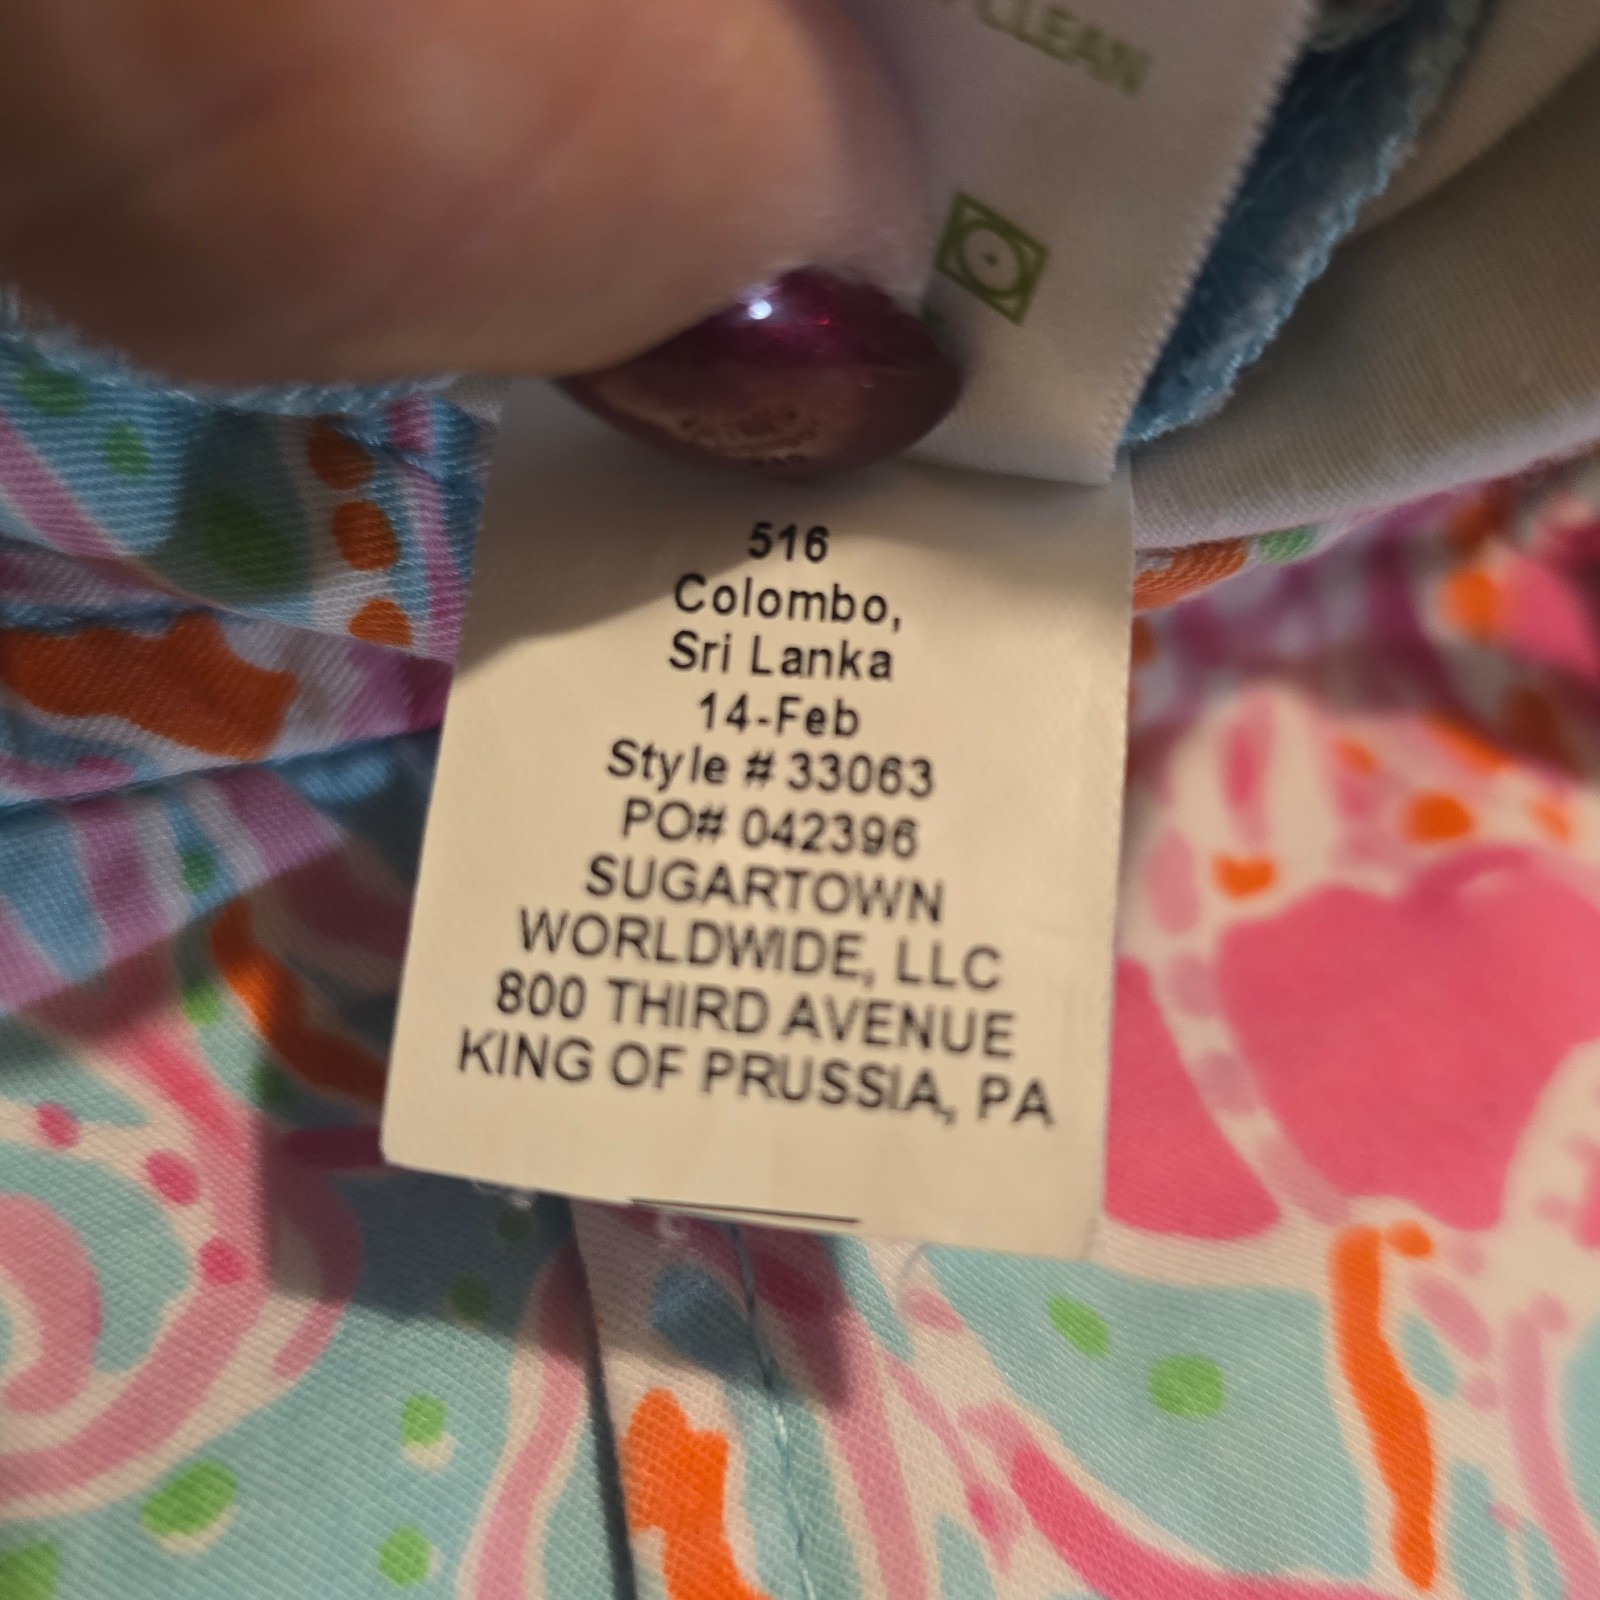 CLEAN
516
Colombo,
Sri Lanka
14-Feb
Style # 33063
PO# 042396
SUGARTOWN
WORLDWIDE, LLC
800 THIRD AVENUE
KING OF PRUSSIA, PA